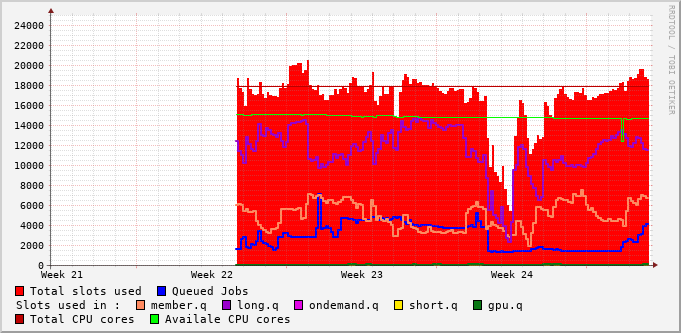 RRDTOOL / TOBI OETIKER
24000
22000
20000
18000
16000
14000
12000
10000
8000
6000
4000
2000
0
Week 21 Week 22 Week 23 Week 24
Total slots used Queued Jobs
Slots used in : member.q long.q ondemand.q short.q gpu.q
Total CPU cores Availale CPU cores